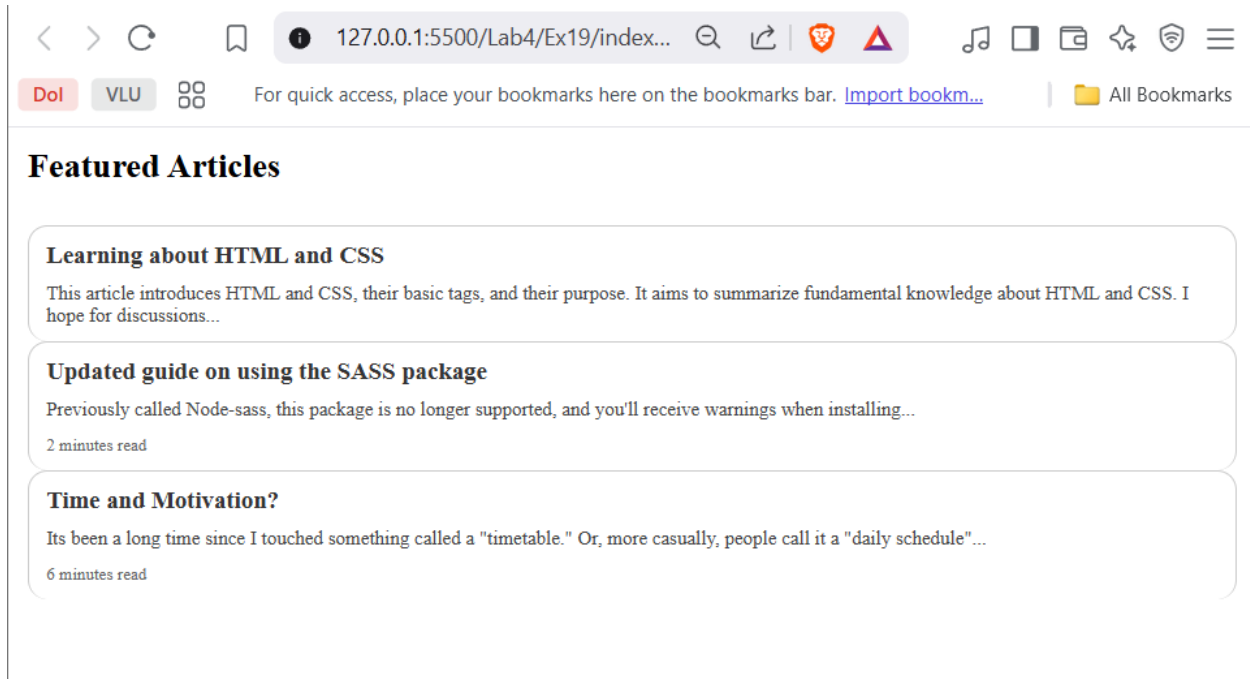 127.0.0.1:5500/Lab4/Ex19/index...
DoI VLU For quick access, place your bookmarks here on the bookmarks bar. Import bookm... All Bookmarks
Featured Articles
Learning about HTML and CSS
This article introduces HTML and CSS, their basic tags, and their purpose. It aims to summarize fundamental knowledge about HTML and CSS. I
hope for discussions...
Updated guide on using the SASS package
Previously called Node-sass, this package is no longer supported, and you'll receive warnings when installing...
2 minutes read
Time and Motivation?
Its been a long time since I touched something called a "timetable." Or, more casually, people call it a "daily schedule"...
6 minutes read